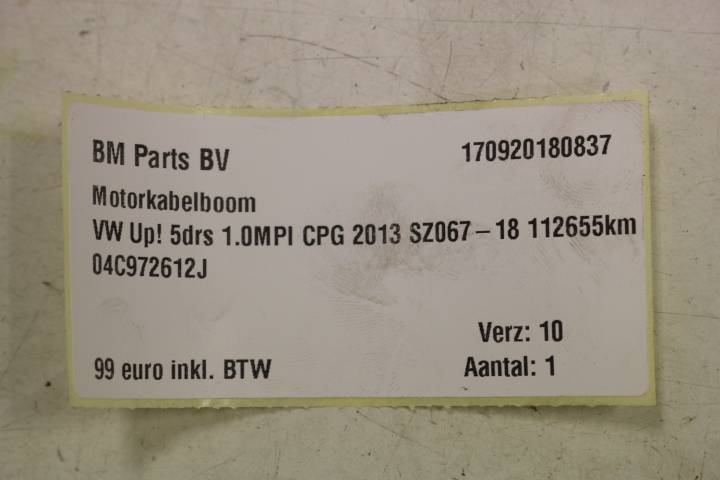 BM Parts BV 170920180837
Motorkabelboom
VW Up! 5drs 1.0MPI CPG 2013 SZ067-18 112655km
04C972612J
Verz: 10
99 euro inkl. BTW Aantal: 1